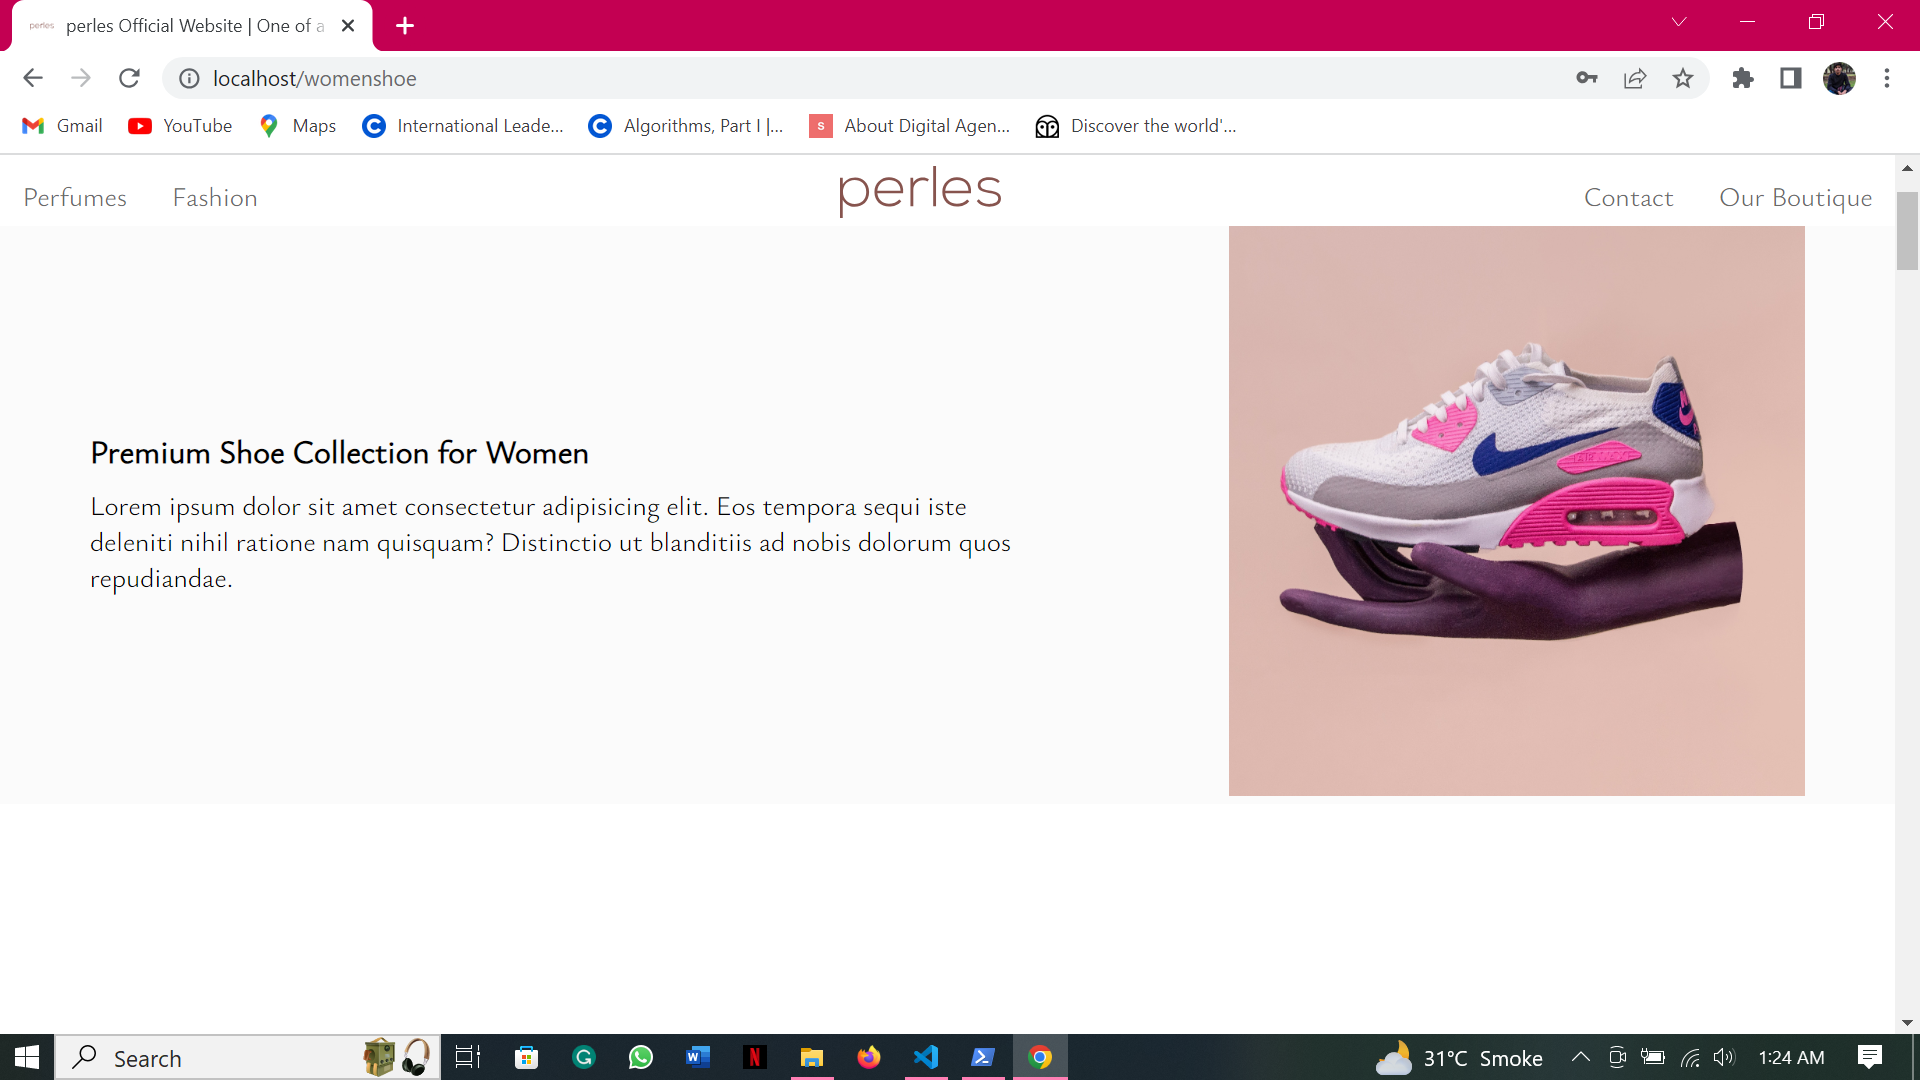 perles perles Official Website | One of a
localhost/womenshoe
Gmail YouTube Maps International Leade... Algorithms, Part I |... S About Digital Agen... Discover the world'...
Perfumes Fashion perles Contact Our Boutique
AIR MAX
Premium Shoe Collection for Women
Lorem ipsum dolor sit amet consectetur adipisicing elit. Eos tempora sequi iste
deleniti nihil ratione nam quisquam? Distinctio ut blanditiis ad nobis dolorum quos
repudiandae.
Search 31°C Smoke 1:24 AM